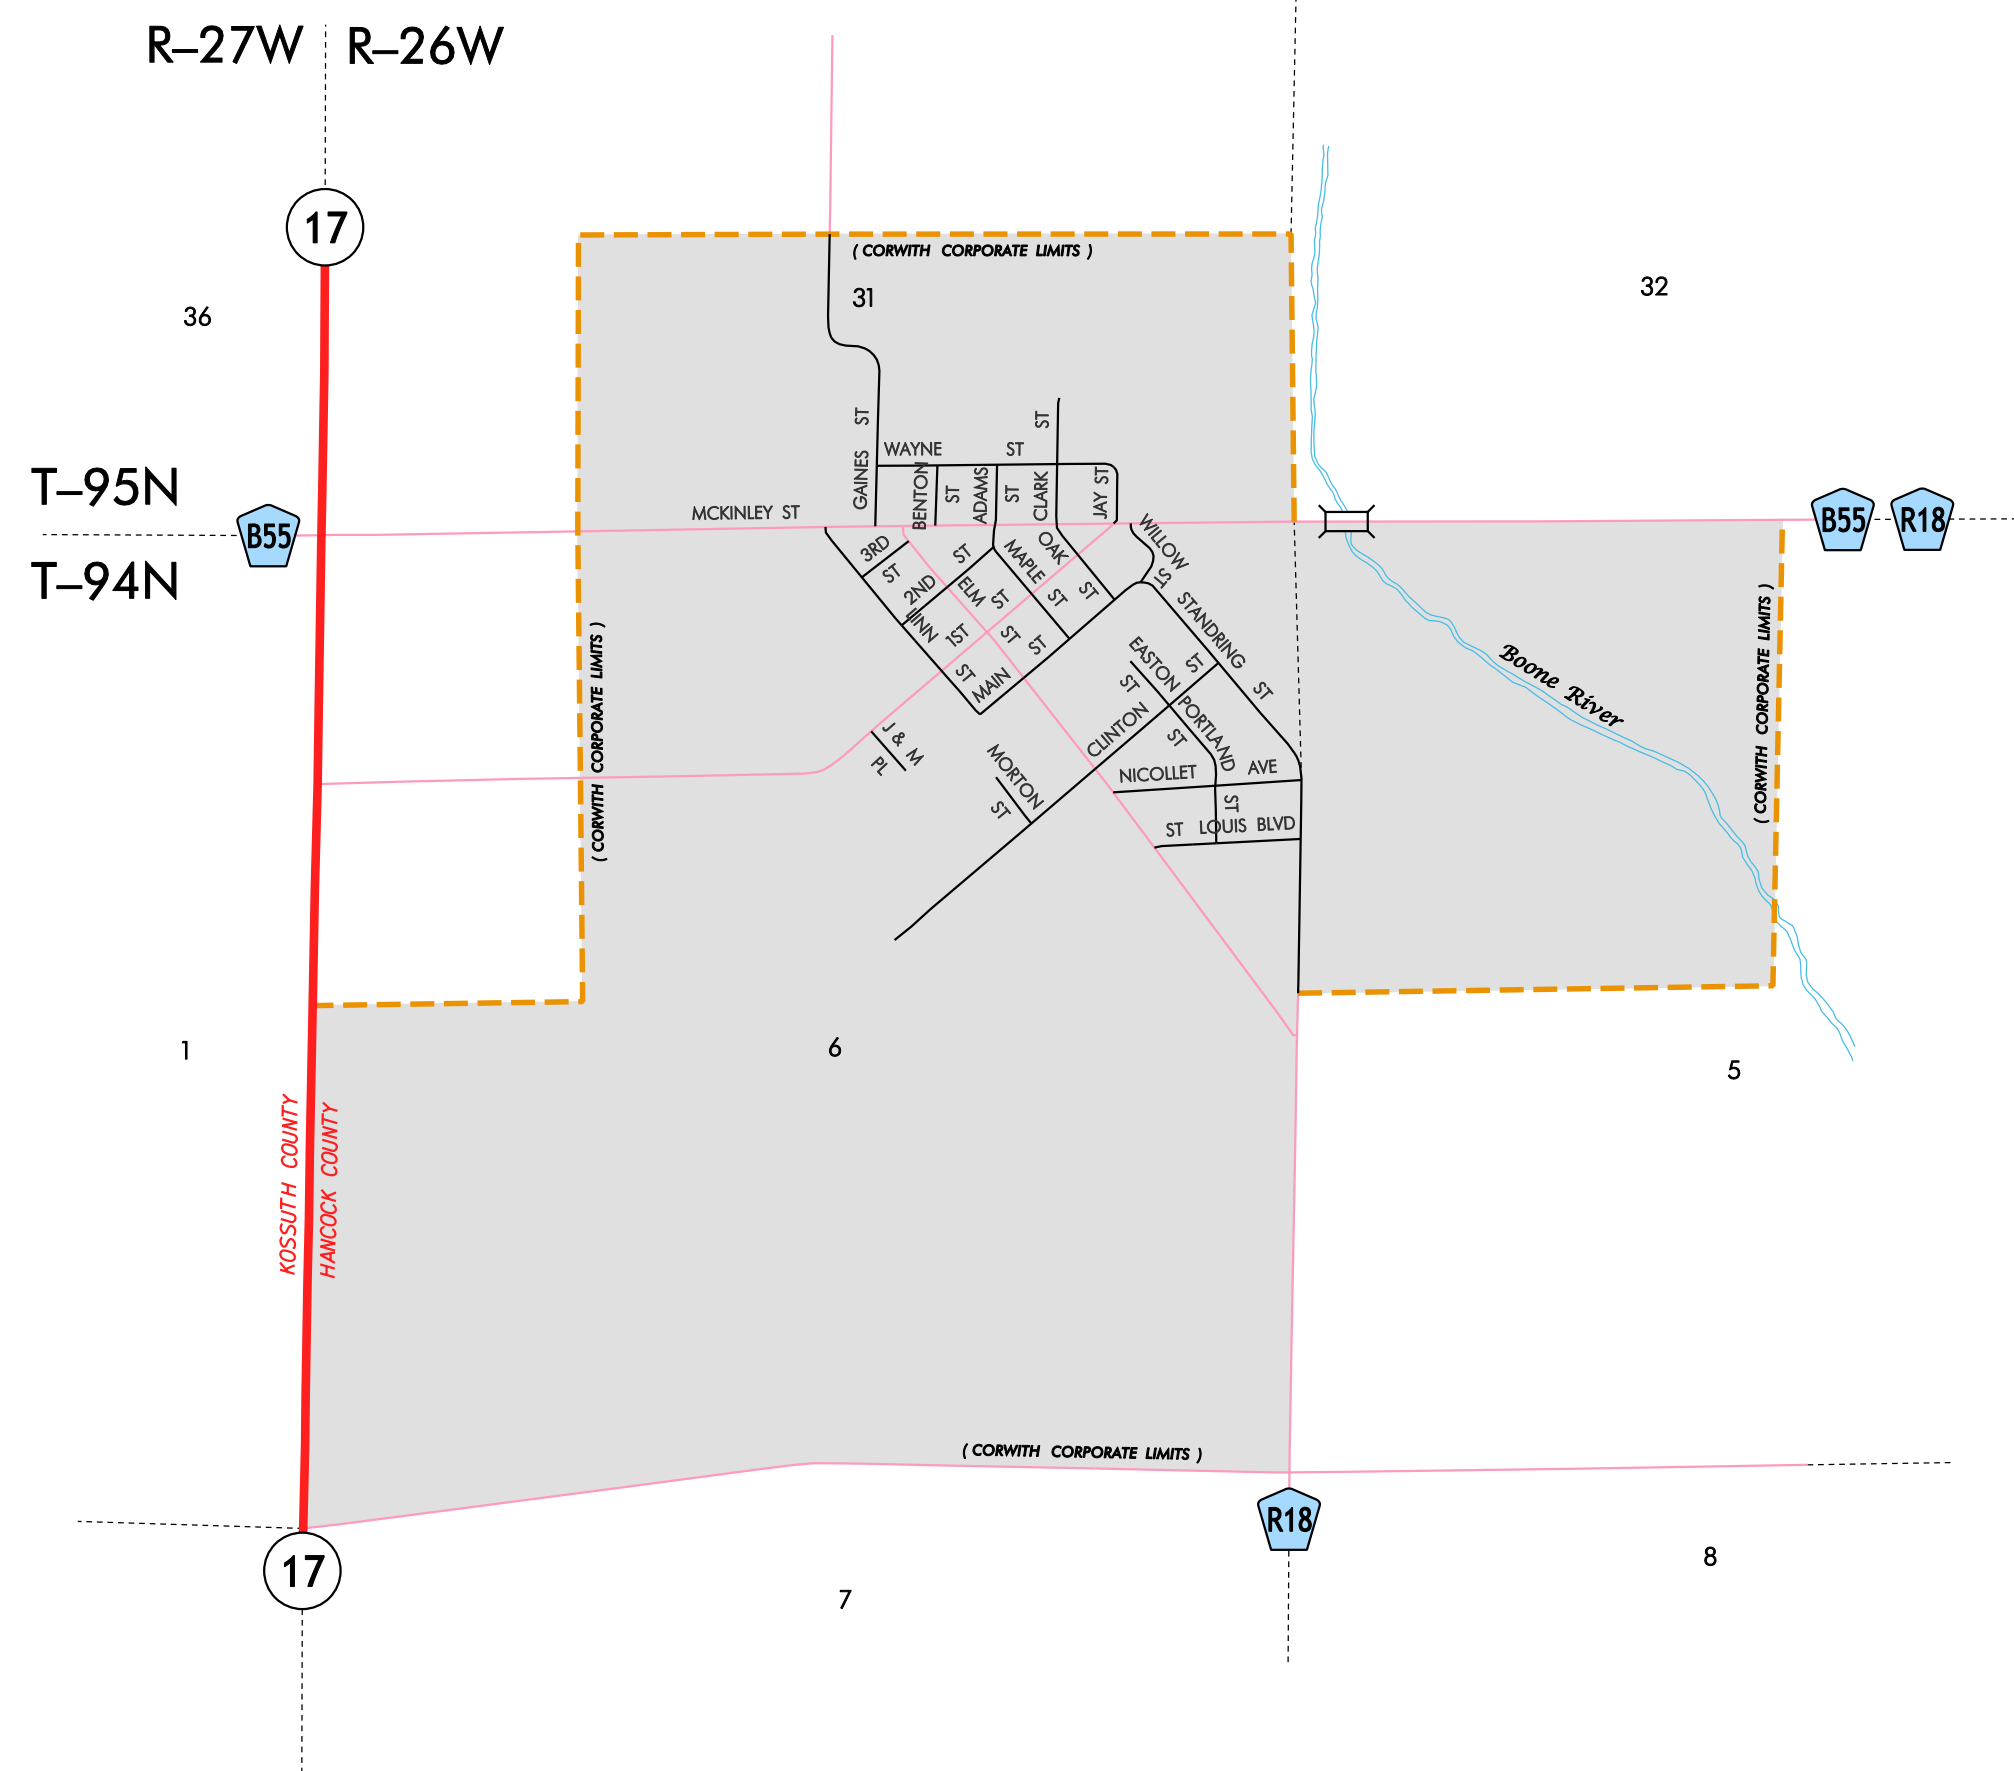 R–27W
R–26W
17
( CORWITH CORPORATE LIMITS )
31
32
36
T–95N
B55
T–94N
MCKINLEY ST
GAINES ST
WAYNE ST
BENTON ST
ADAMS ST
CLARK ST
JAY ST
WILLOW ST
B55
R18
3RD ST
2ND ST
LINN ST
1ST ST
ELM ST
MAPLE ST
OAK ST
MAIN ST
STANDRING ST
EASTON ST
PORTLAND ST
CLINTON ST
J & M PL
MORTON ST
NICOLLET AVE
ST LOUIS BLVD
( CORWITH CORPORATE LIMITS )
Boone River
( CORWITH CORPORATE LIMITS )
1
6
5
KOSSUTH COUNTY
HANCOCK COUNTY
( CORWITH CORPORATE LIMITS )
R18
17
7
8